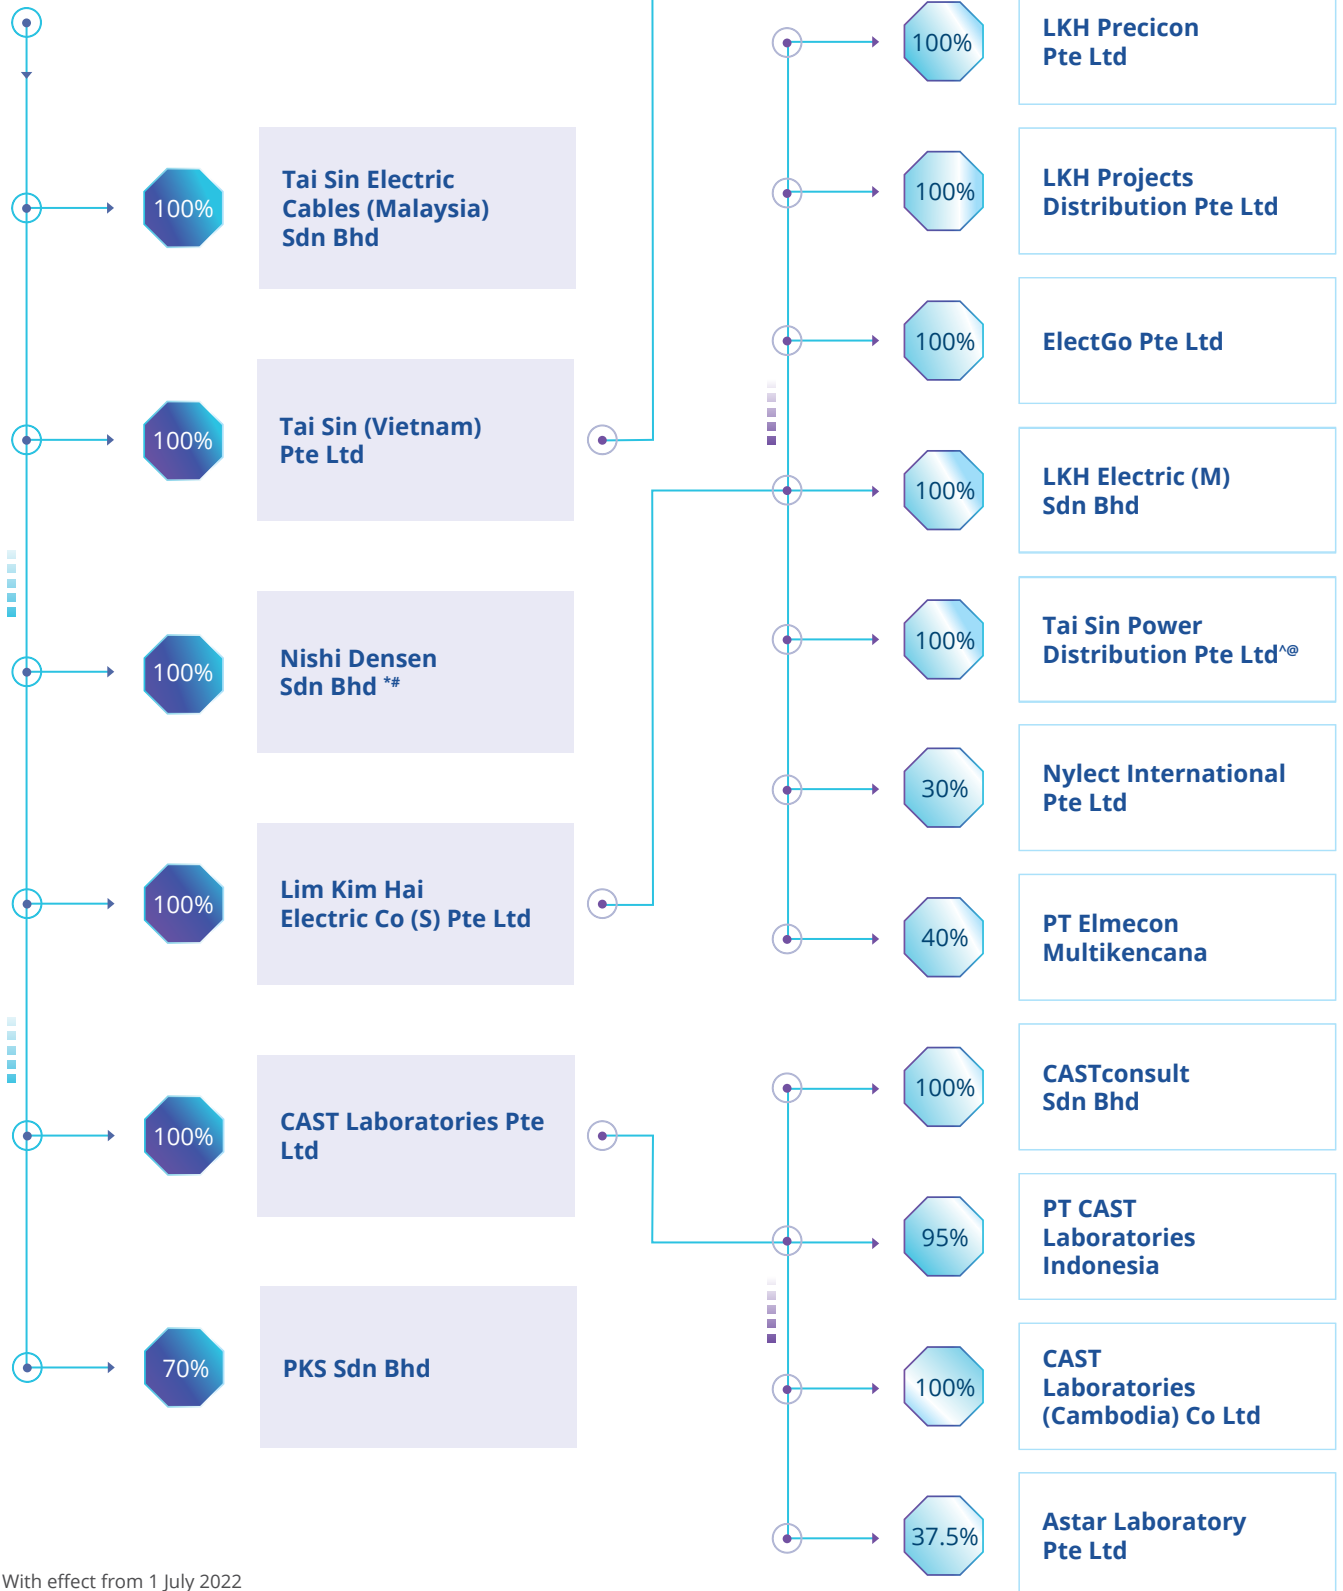 100%
Tai Sin Electric
Cables (Malaysia)
Sdn Bhd
100%
Tai Sin (Vietnam)
Pte Ltd
100%
Nishi Densen
Sdn Bhd *#
100%
Lim Kim Hai
Electric Co (S) Pte Ltd
100%
CAST Laboratories Pte
Ltd
70%
PKS Sdn Bhd
100%
LKH Precicon
Pte Ltd
100%
LKH Projects
Distribution Pte Ltd
100%
ElectGo Pte Ltd
100%
LKH Electric (M)
Sdn Bhd
100%
Tai Sin Power
Distribution Pte Ltd^@
30%
Nylect International
Pte Ltd
40%
PT Elmecon
Multikencana
100%
CASTconsult
Sdn Bhd
95%
PT CAST
Laboratories
Indonesia
100%
CAST
Laboratories
(Cambodia) Co Ltd
37.5%
Astar Laboratory
Pte Ltd
With effect from 1 July 2022